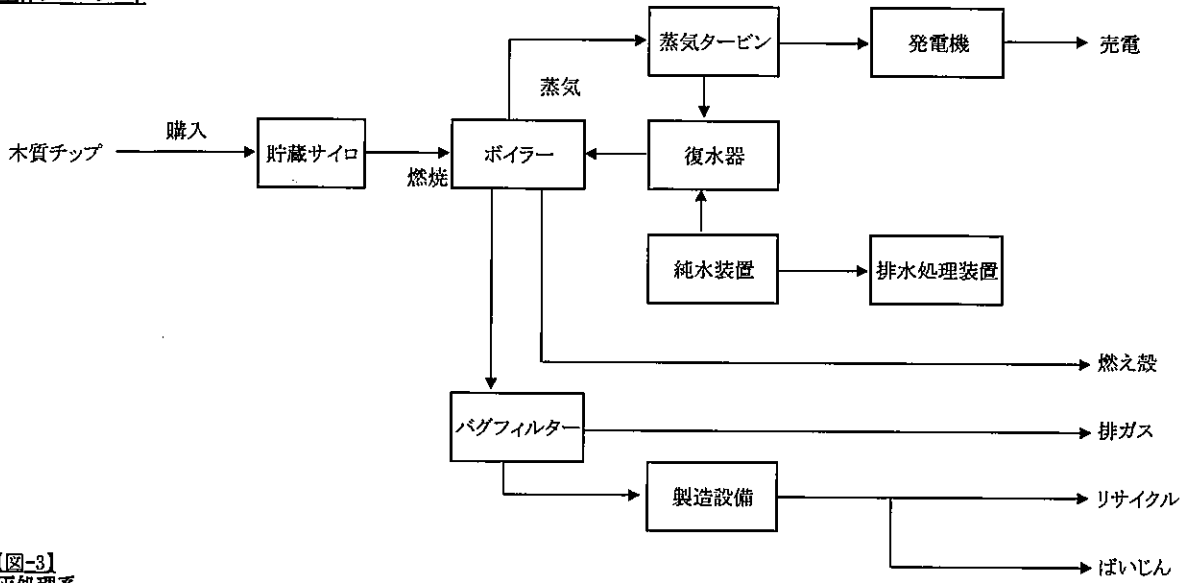 蒸気タービン
発電機
売電
蒸気
木質チップ
購入
貯蔵サイロ
燃焼
ボイラー
復水器
純水装置
排水処理装置
燃え殻
バグフィルター
排ガス
製造設備
リサイクル
ばいじん
【図-3】